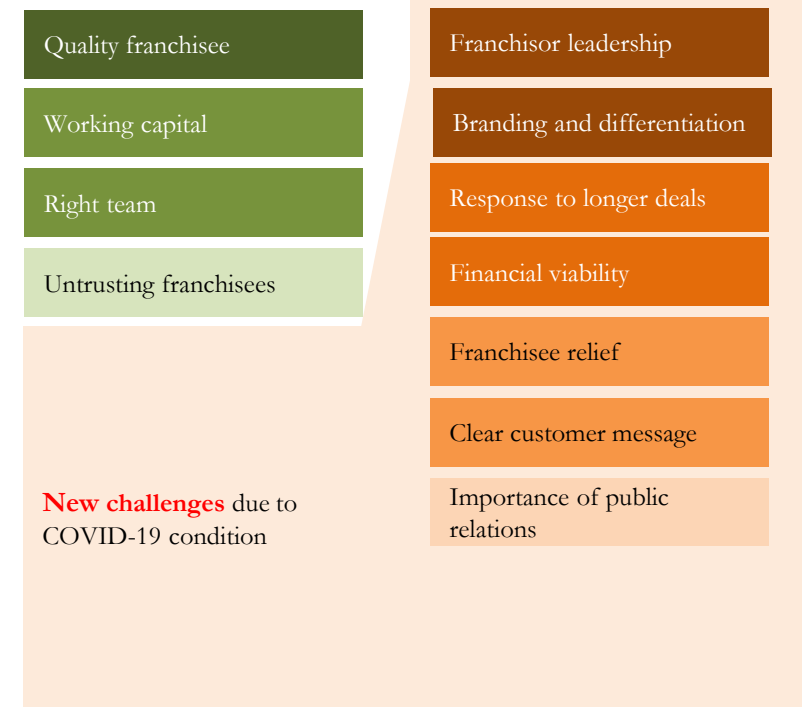 Quality franchisee
Working capital
Right team
Untrusting franchisees
New challenges due to
COVID-19 condition
Franchisor leadership
Branding and differentiation
Response to longer deals
Financial viability
Franchisee relief
Clear customer message
Importance of public
relations